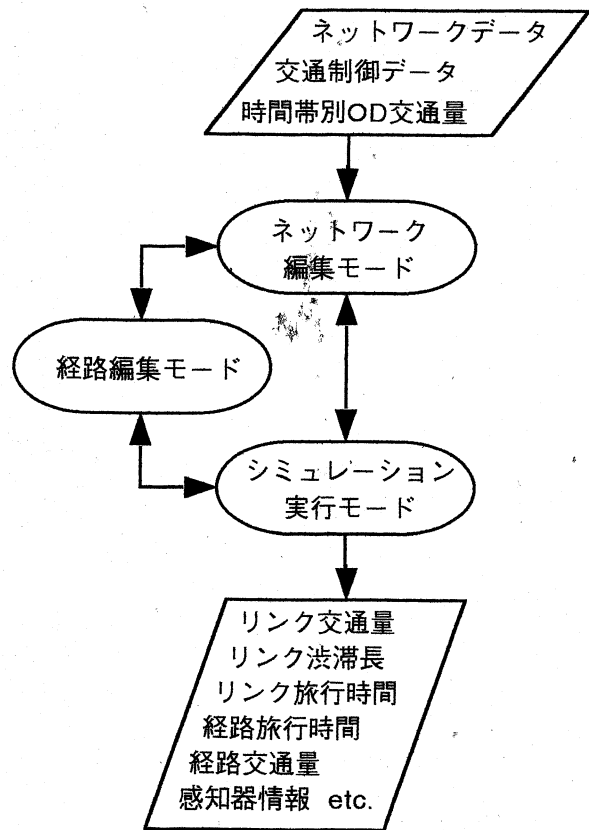 ネットワークデータ
交通制御データ
時間帯別OD交通量
ネットワーク
編集モード
経路編集モード
シミュレーション
実行モード
リンク交通量
リンク渋滞長
リンク旅行時間
経路旅行時間
経路交通量
感知器情報 etc.